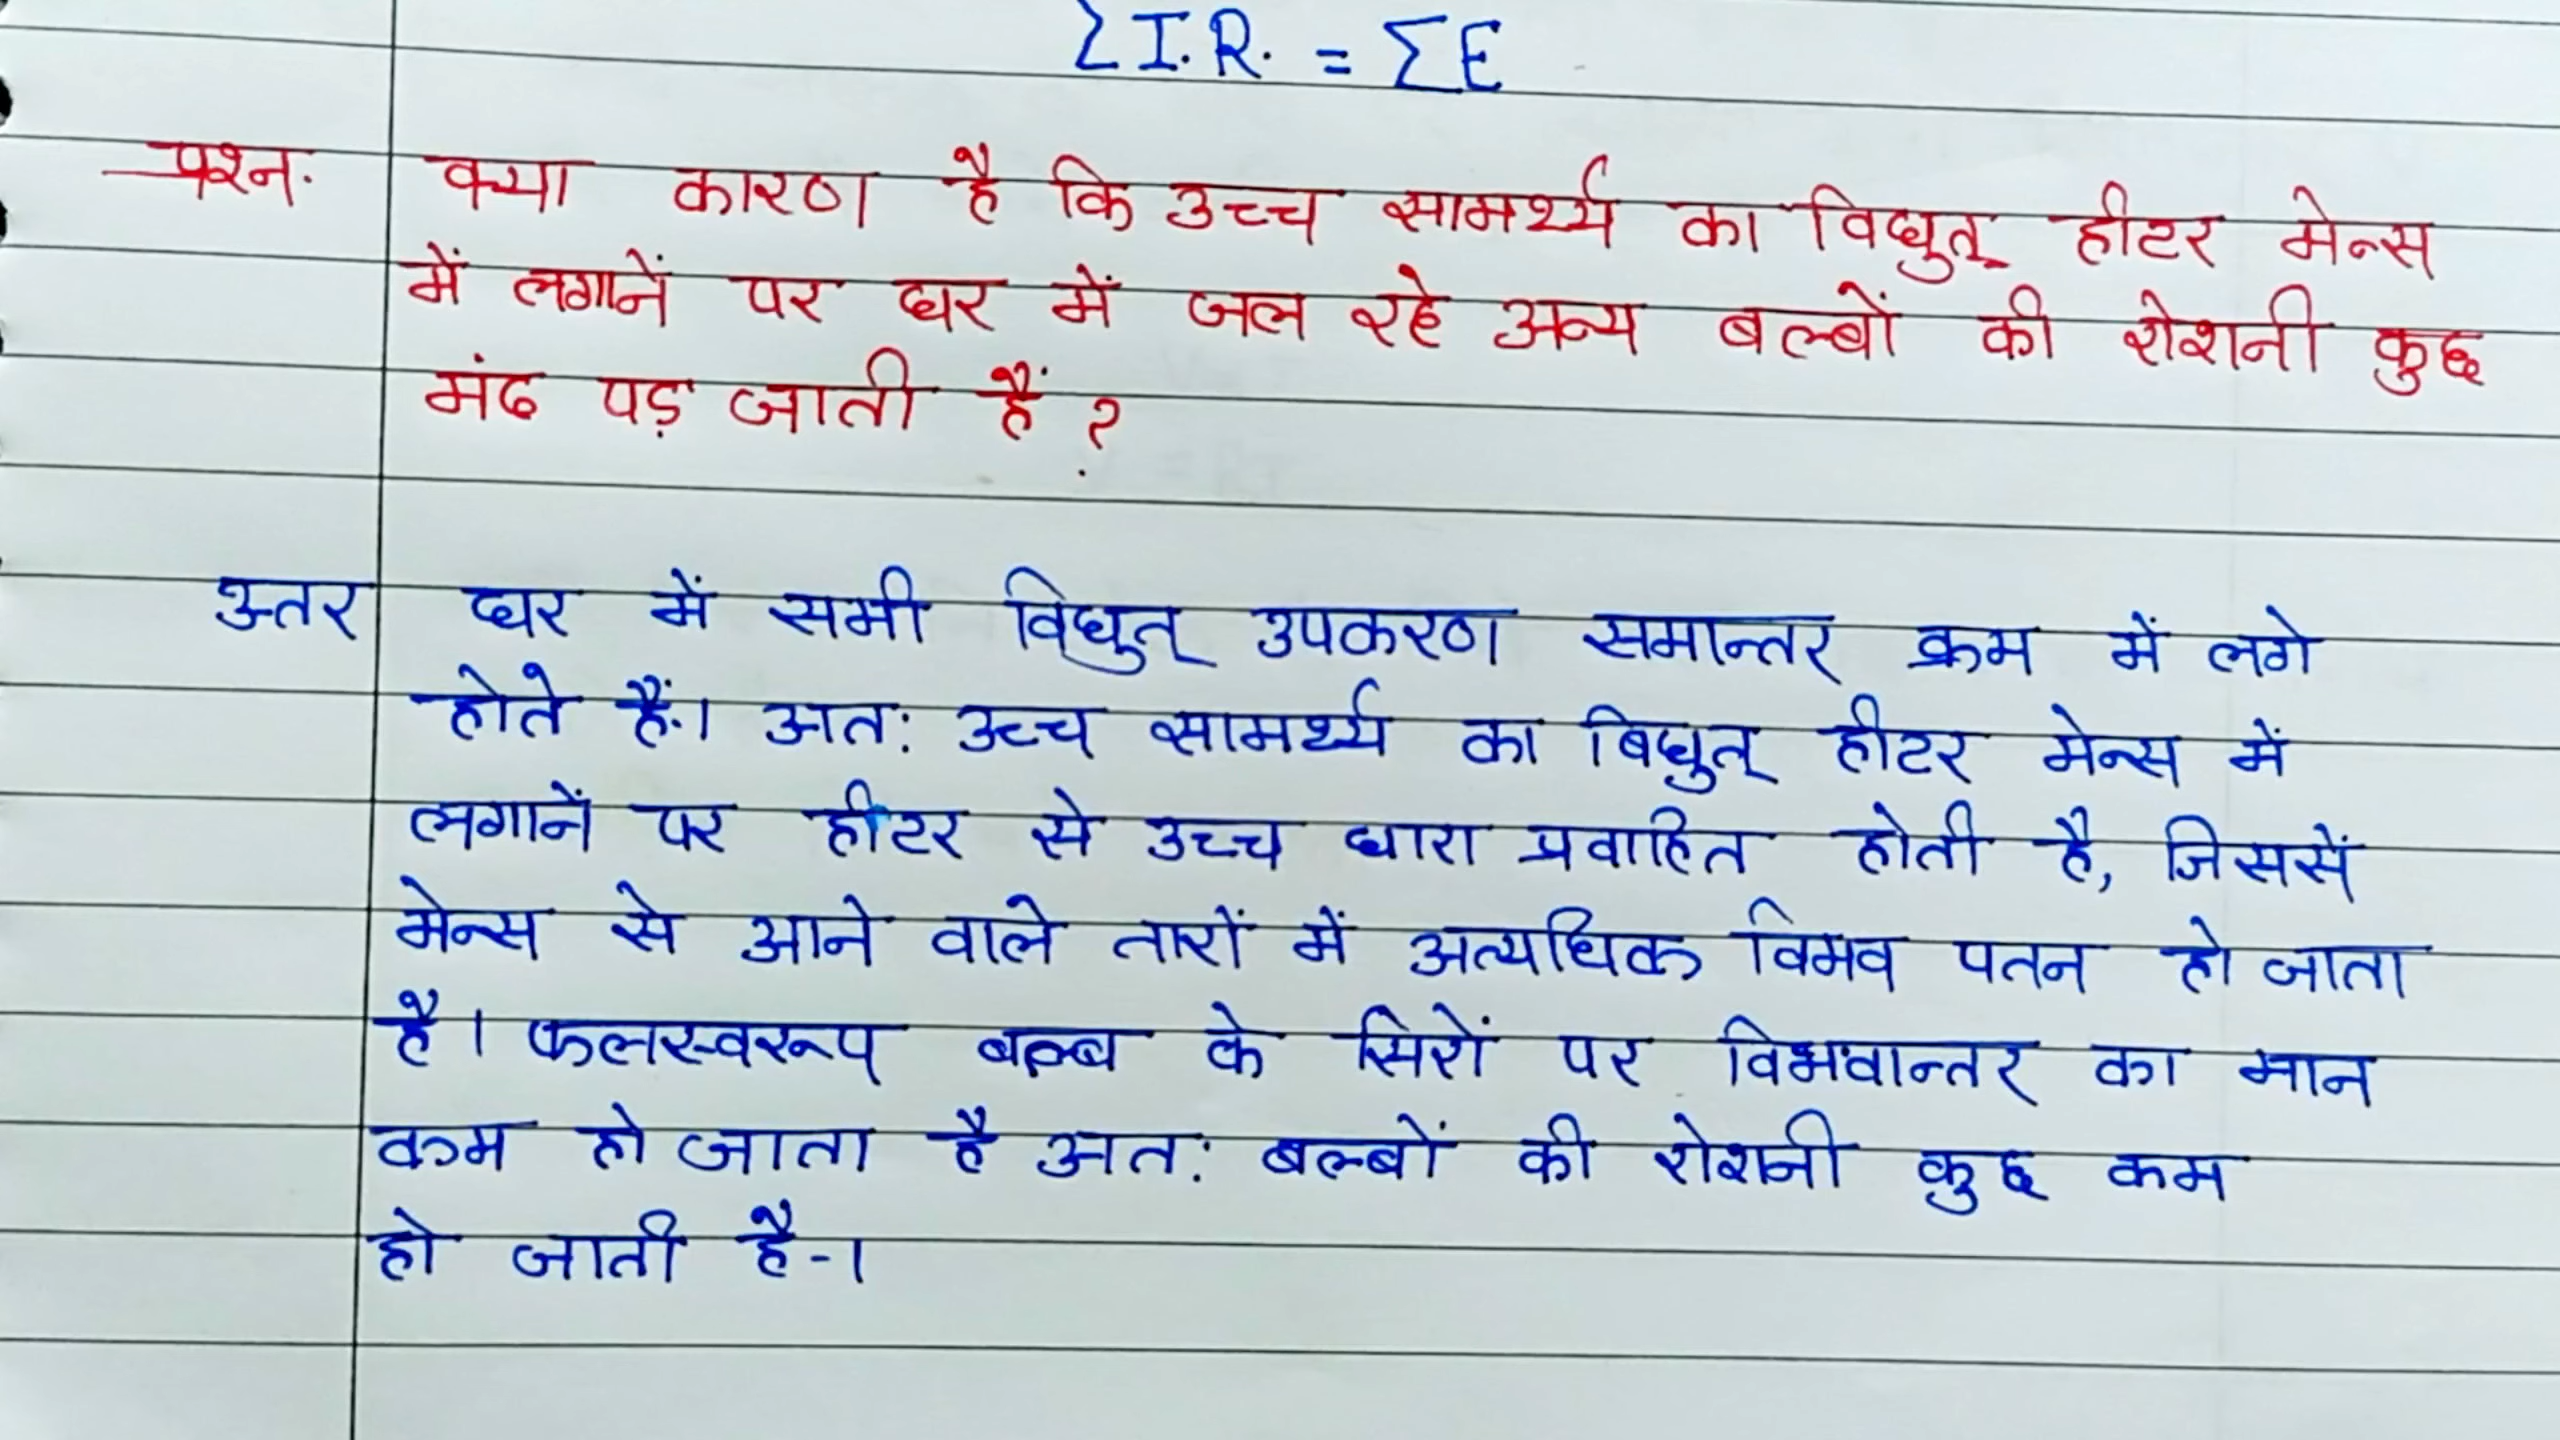 ΣI.R. = ΣE
प्रश्न. क्या कारण है कि उच्च सामर्थ्य का विद्युत् हीटर मेन्स
में लगानें पर घर में जल रहे अन्य बल्बों की रोशनी कुछ
मंद पड़ जाती हैं?
उत्तर घर में सभी विद्युत् उपकरण समान्तर क्रम में लगे
होते हैं। अत: उच्च सामर्थ्य का बिद्युत् हीटर मेन्स में
लगानें पर हीटर से उच्च धारा प्रवाहित होती है, जिससें
मेन्स से आने वाले तारों में अत्यधिक विभव पतन हो जाता
है। फलस्वरूप बल्ब के सिरों पर विभवान्तर का मान
कम हो जाता है अत: बल्बों की रोशनी कुछ कम
हो जाती है-।